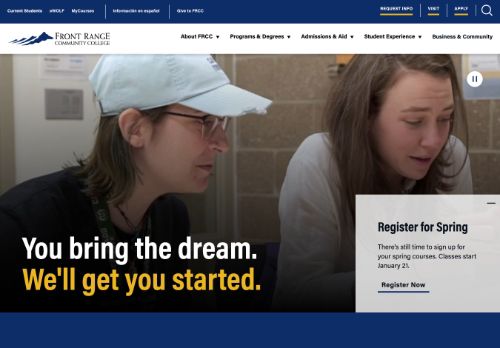 Current Students eWOLF MyCourses Información en español Give to FRCC REQUEST INFO VISIT APPLY
FRONT RANGE
COMMUNITY COLLEGE
About FRCC Programs & Degrees Admissions & Aid Student Experience Business & Community
You bring the dream.
We'll get you started.
Register for Spring
There's still time to sign up for
your spring courses. Classes start
January 21.
Register Now